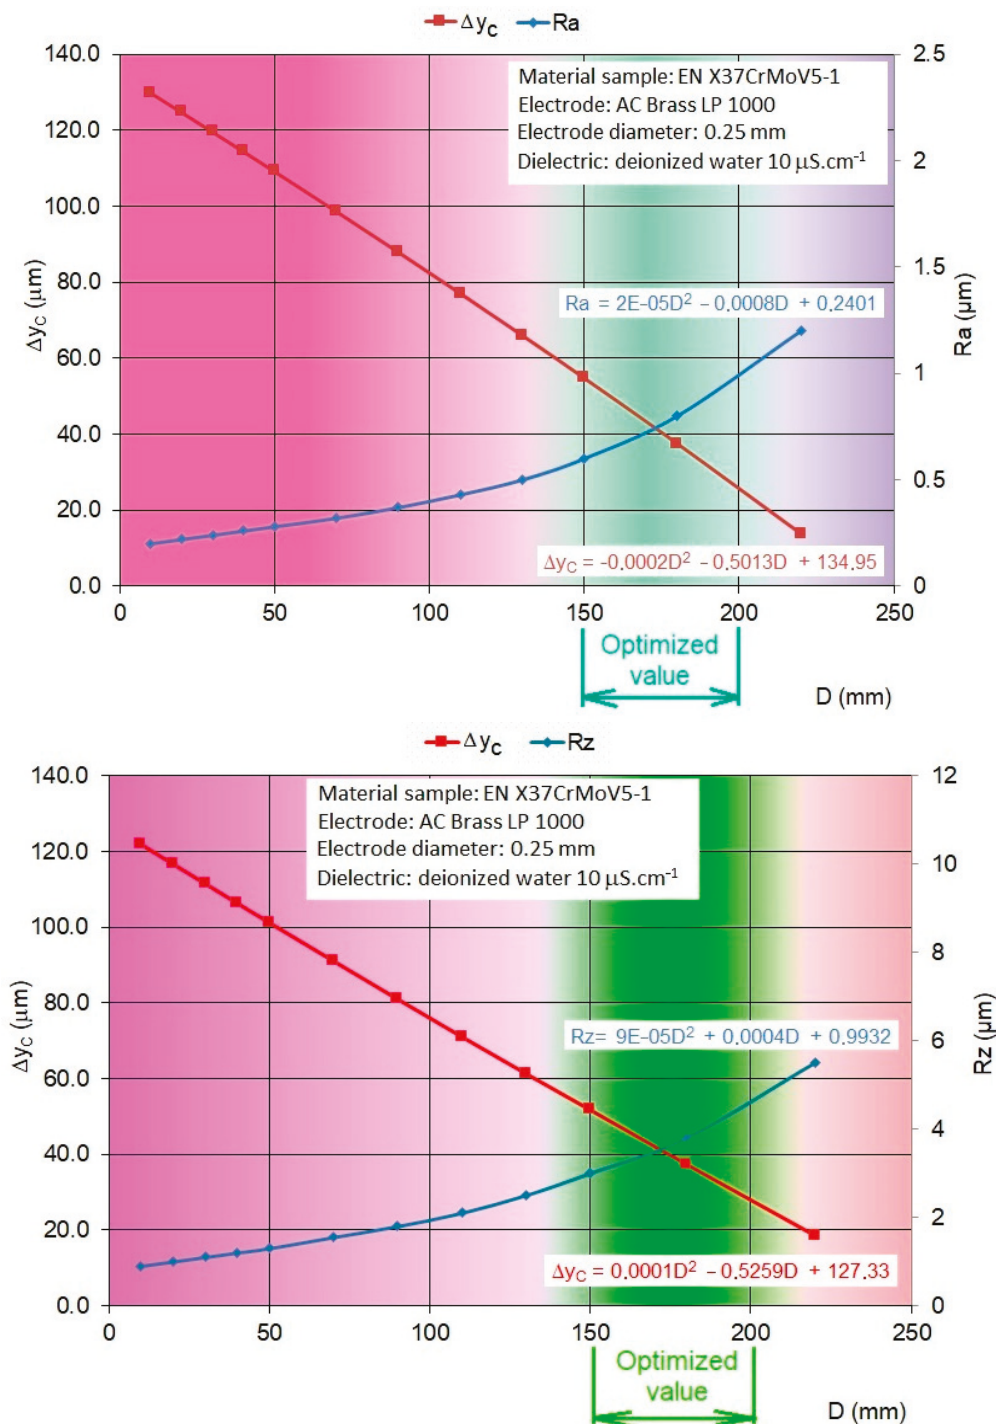 Δyc Ra
140.0
120.0
100.0
80.0
60.0
40.0
20.0
0.0
Δyc (μm)
2.5
2
1.5
1
0.5
0
Ra (μm)
Material sample: EN X37CrMoV5-1
Electrode: AC Brass LP 1000
Electrode diameter: 0.25 mm
Dielectric: deionized water 10 μS.cm⁻¹
Ra = 2E-05D² – 0.0008D + 0.2401
Δyc = -0.0002D² – 0.5013D + 134.95
0 50 100 150 200 250
Optimized
value
D (mm)
Δyc Rz
140.0
120.0
100.0
80.0
60.0
40.0
20.0
0.0
Δyc (μm)
12
10
8
6
4
2
0
Rz (μm)
Material sample: EN X37CrMoV5-1
Electrode: AC Brass LP 1000
Electrode diameter: 0.25 mm
Dielectric: deionized water 10 μS.cm⁻¹
Rz= 9E-05D² + 0.0004D + 0.9932
Δyc = 0.0001D² – 0.5259D + 127.33
0 50 100 150 200 250
Optimized
value
D (mm)